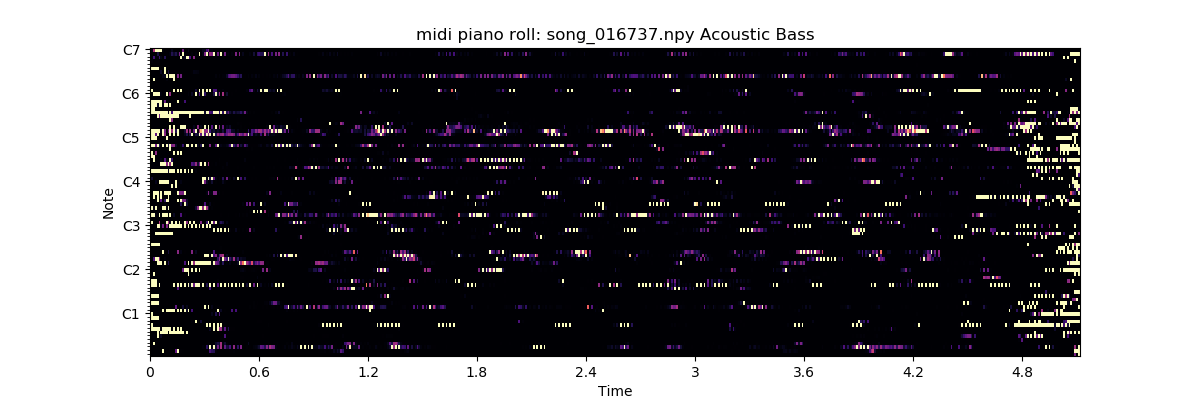 midi piano roll: song_016737.npy Acoustic Bass
C7
C6
C5
C4
C3
C2
C1
Note
0 0.6 1.2 1.8 2.4 3 3.6 4.2 4.8
Time